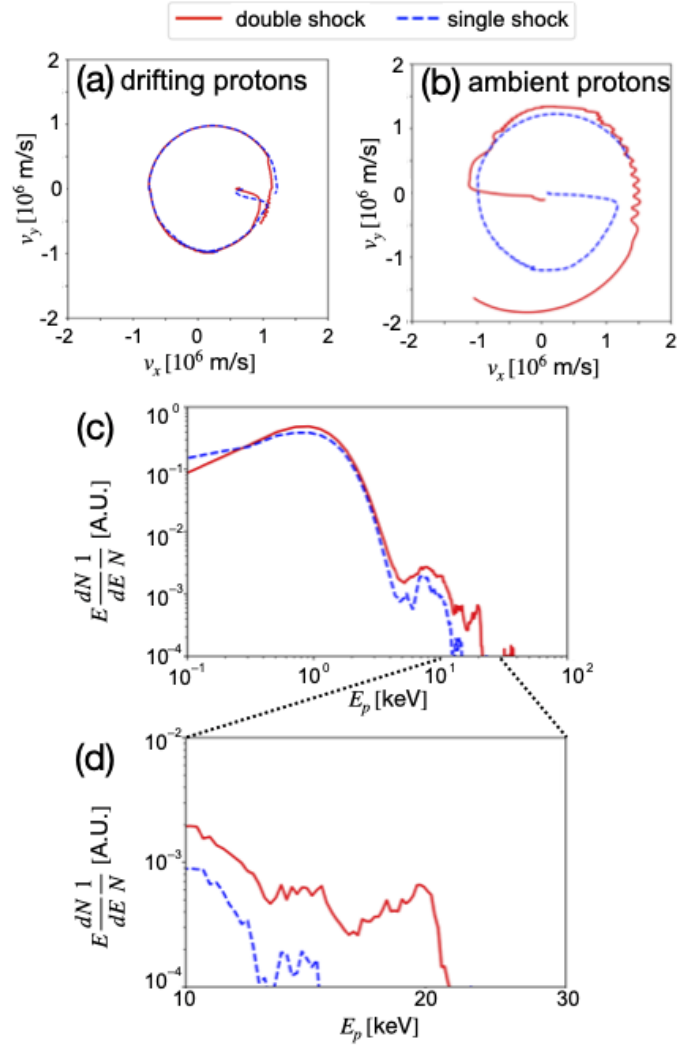 double shock single shock
(a) drifting protons
2
1
0
-1
-2
-2 -1 0 1 2
v_y [10^6 m/s]
v_x [10^6 m/s]
(b) ambient protons
2
1
0
-1
-2
-2 -1 0 1 2
v_y [10^6 m/s]
v_x [10^6 m/s]
(c)
10^0
10^-1
10^-2
10^-3
10^-4
10^-1 10^0 10^1 10^2
E dN/dE 1/N [A.U.]
E_p [keV]
(d)
10^-2
10^-3
10^-4
10 20 30
E dN/dE 1/N [A.U.]
E_p [keV]